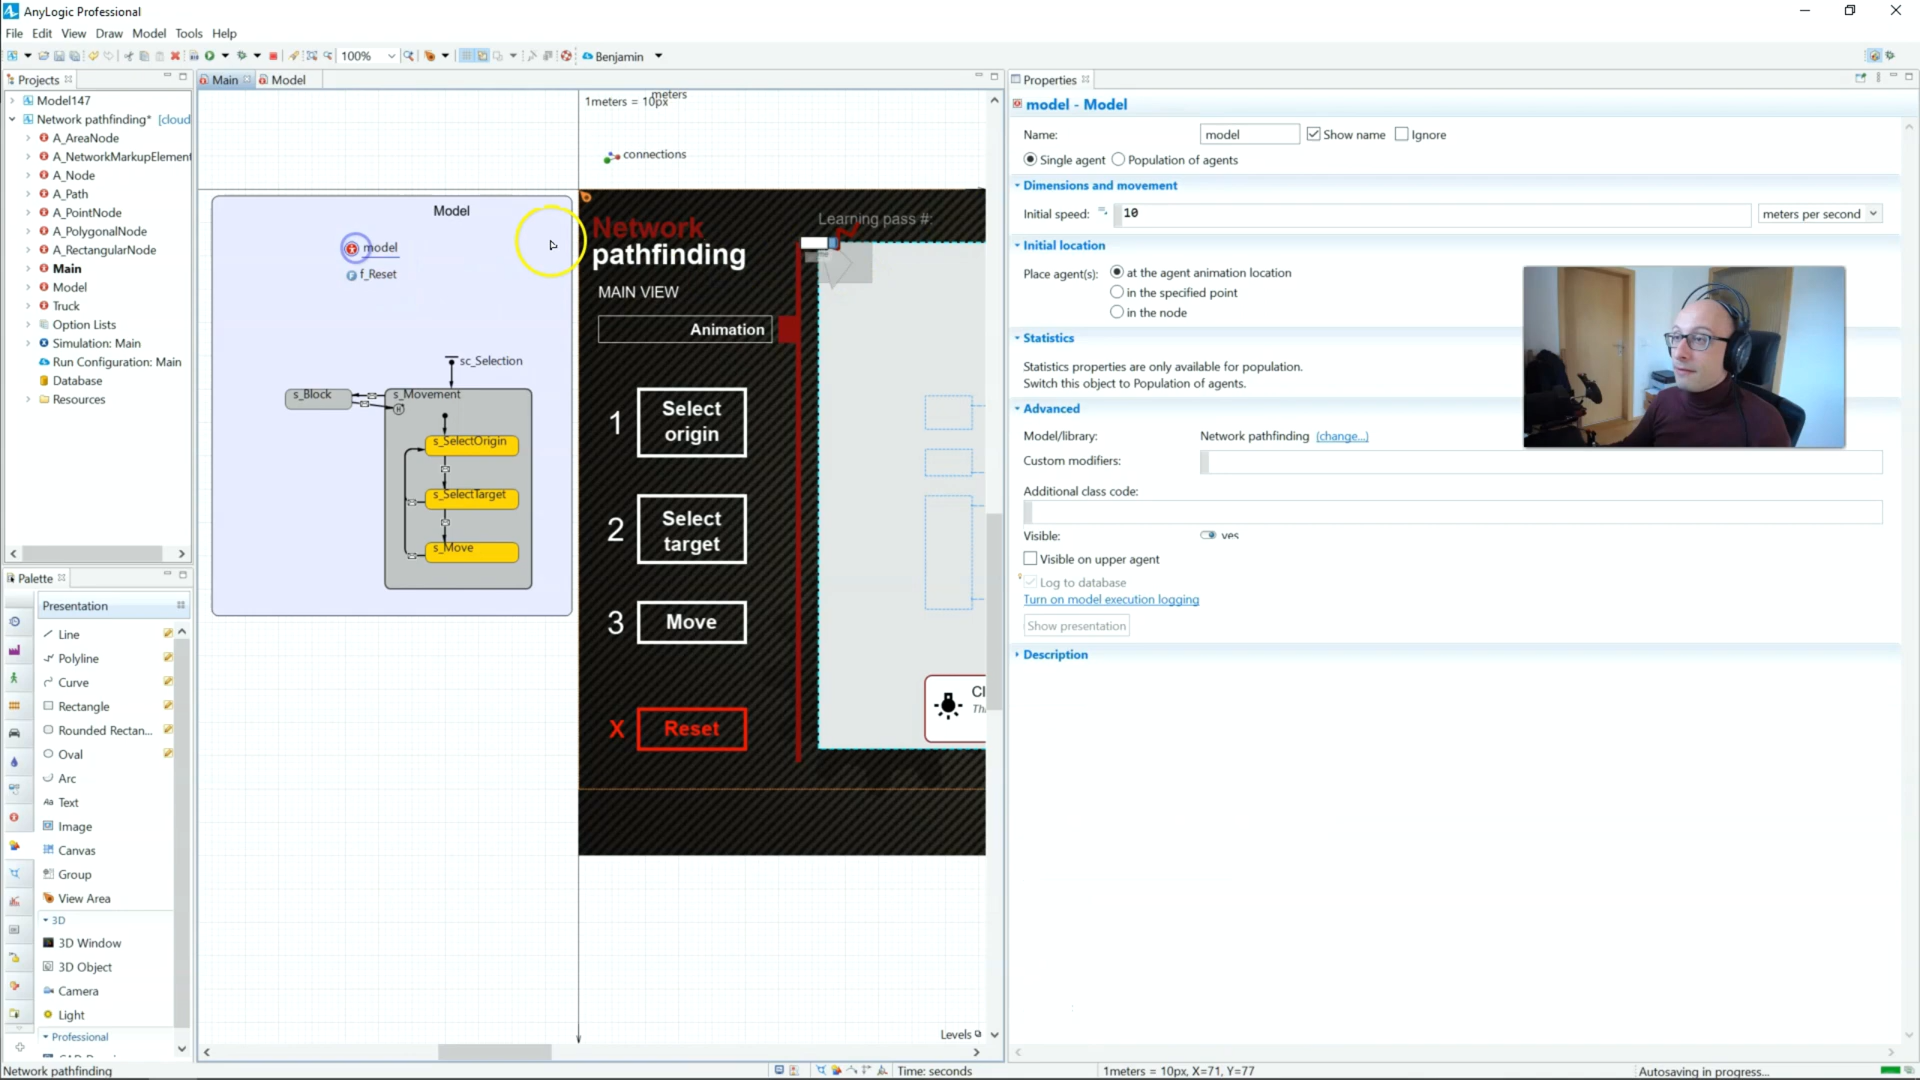 AnyLogic Professional
File Edit View Draw Model Tools Help
100%
Benjamin
Projects
Model147
Network pathfinding* [cloud
A_AreaNode
A_NetworkMarkupElement
A_Node
A_Path
A_PointNode
A_PolygonalNode
A_RectangularNode
Main
Model
Truck
Option Lists
Simulation: Main
Run Configuration: Main
Database
Resources
Palette
Presentation
Line
Polyline
Curve
Rectangle
Rounded Rectan...
Oval
Arc
Aa Text
Image
Canvas
Group
View Area
3D
3D Window
3D Object
Camera
Light
Professional
Main Model
meters
1meters = 10px
connections
Model
model
f_Reset
sc_Selection
s_Block
s_Movement
H
s_SelectOrigin
s_SelectTarget
s_Move
Network
pathfinding
MAIN VIEW
Animation
1 Select
origin
2 Select
target
3 Move
X Reset
Learning pass #:
Cl
Th
Levels
Properties
model - Model
Name: model Show name Ignore
Single agent Population of agents
Dimensions and movement
Initial speed: 10 meters per second
Initial location
Place agent(s): at the agent animation location
in the specified point
in the node
Statistics
Statistics properties are only available for population.
Switch this object to Population of agents.
Advanced
Model/library: Network pathfinding (change...)
Custom modifiers:
Additional class code:
Visible: yes
Visible on upper agent
Log to database
Turn on model execution logging
Show presentation
Description
Network pathfinding
Time: seconds
1meters = 10px, X=71, Y=77
Autosaving in progress...